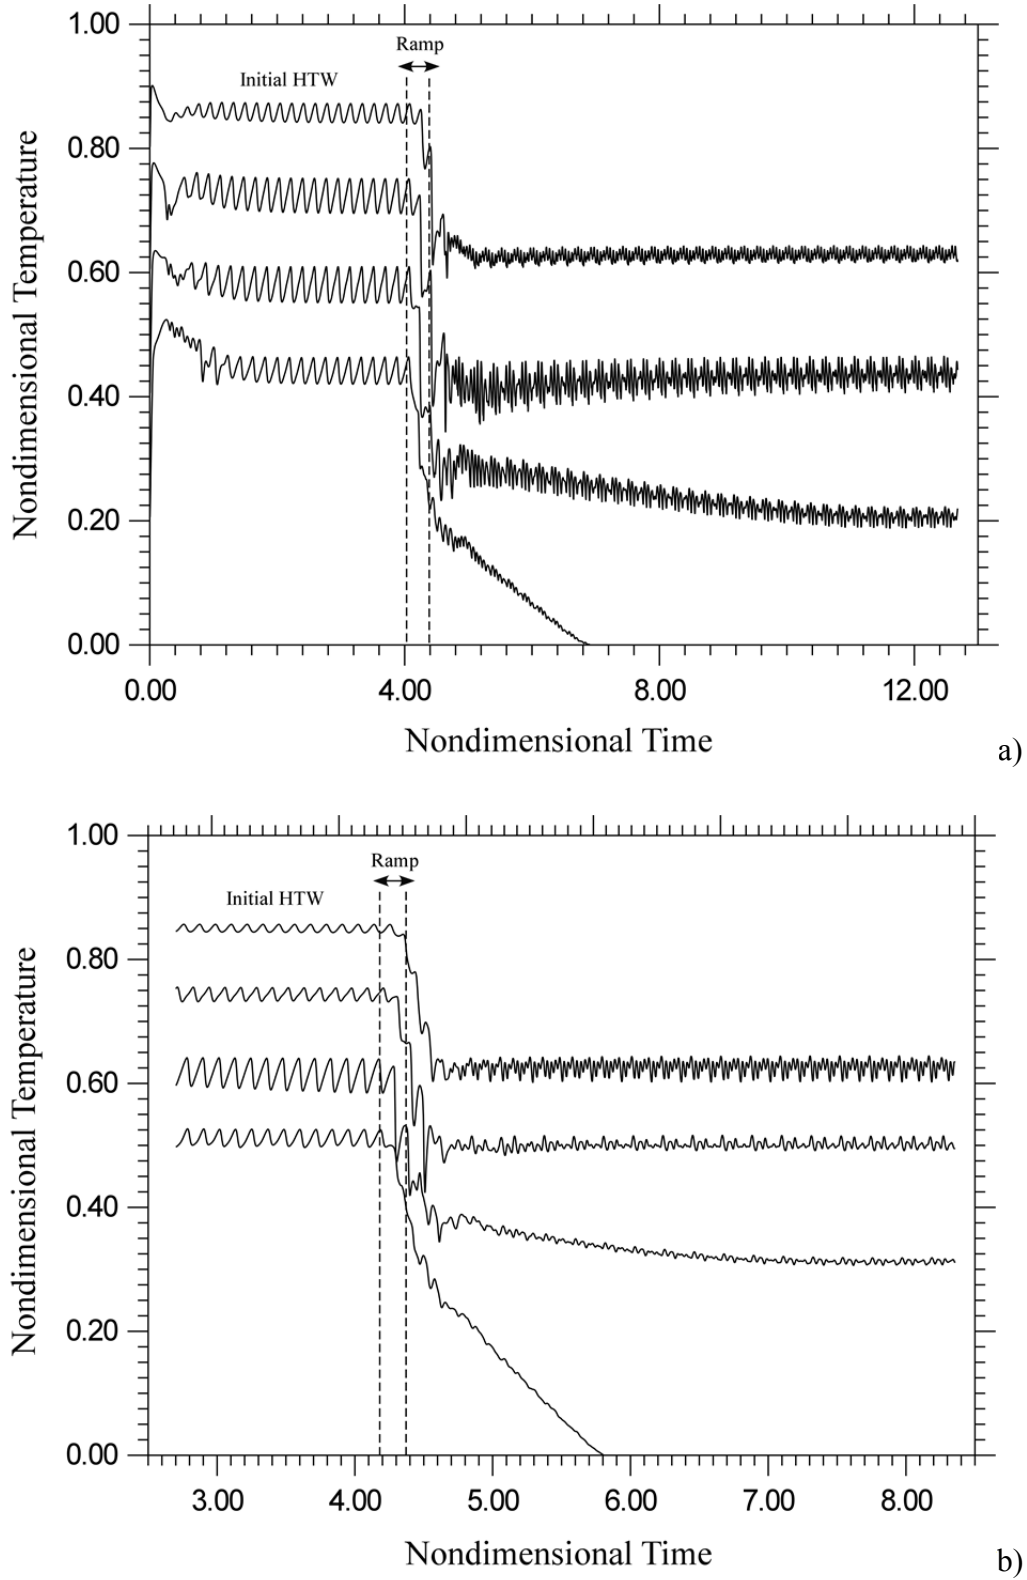 1.00
Ramp
Initial HTW
0.80
0.60
0.40
0.20
0.00
Nondimensional Temperature
0.00 4.00 8.00 12.00
Nondimensional Time
a)
1.00
Ramp
Initial HTW
0.80
0.60
0.40
0.20
0.00
Nondimensional Temperature
3.00 4.00 5.00 6.00 7.00 8.00
Nondimensional Time
b)